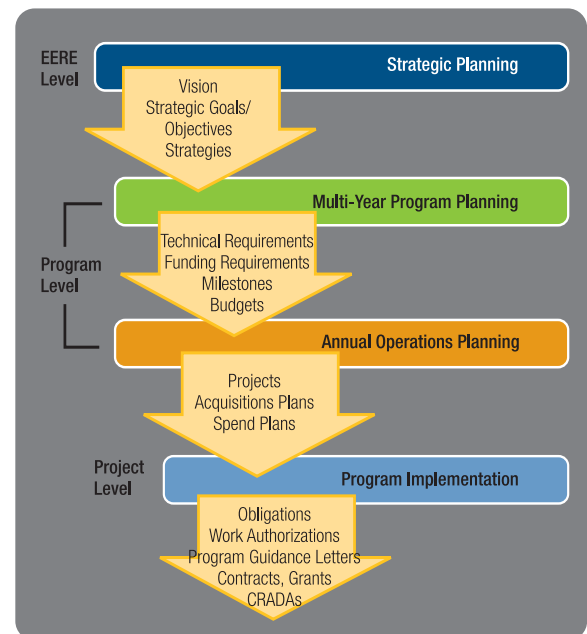 EERE
Level
Strategic Planning
Vision
Strategic Goals/
Objectives
Strategies
Multi-Year Program Planning
Program
Level
Technical Requirements
Funding Requirements
Milestones
Budgets
Annual Operations Planning
Projects
Acquisitions Plans
Spend Plans
Project
Level
Program Implementation
Obligations
Work Authorizations
Program Guidance Letters
Contracts, Grants
CRADAs